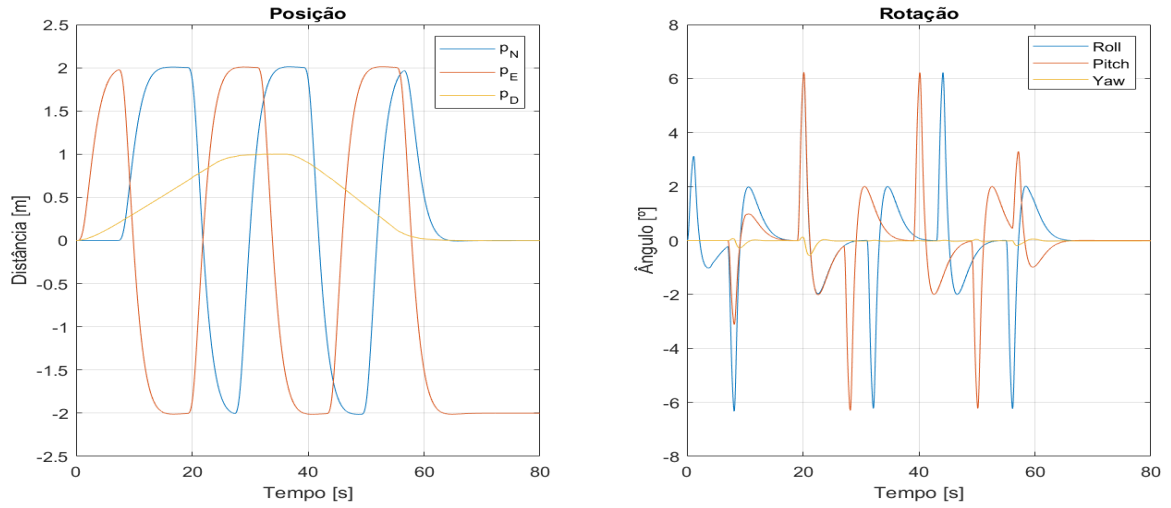 Posição
2.5
2
1.5
1
0.5
0
-0.5
-1
-1.5
-2
-2.5
Distância [m]
0
20
40
60
80
Tempo [s]
p_N
p_E
p_D
Rotação
8
6
4
2
0
-2
-4
-6
-8
Ângulo [º]
0
20
40
60
80
Tempo [s]
Roll
Pitch
Yaw